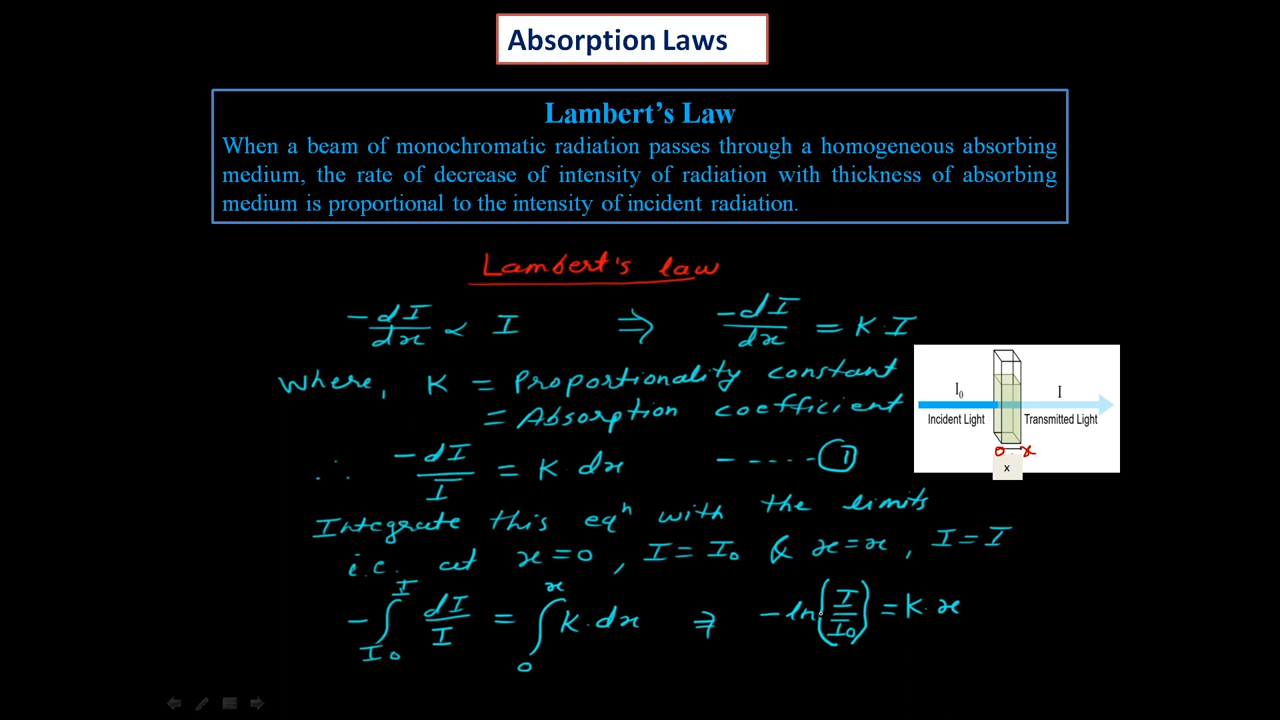 Absorption Laws
Lambert's Law
When a beam of monochromatic radiation passes through a homogeneous absorbing
medium, the rate of decrease of intensity of radiation with thickness of absorbing
medium is proportional to the intensity of incident radiation.
Lambert's law
-dI/dx ∝ I ⇒ -dI/dx = K I
Where, K = Proportionality constant
= Absorption coefficient
∴ -dI/I = K dx -----①
Integrate this eqⁿ with the limits
i.e. at x=0, I=I₀ & x=x, I=I
-∫_{I₀}^{I} dI/I = ∫_0^x K.dx ⇒ -ln(I/I₀) = K.x
I₀ I
Incident Light Transmitted Light
0 x
x